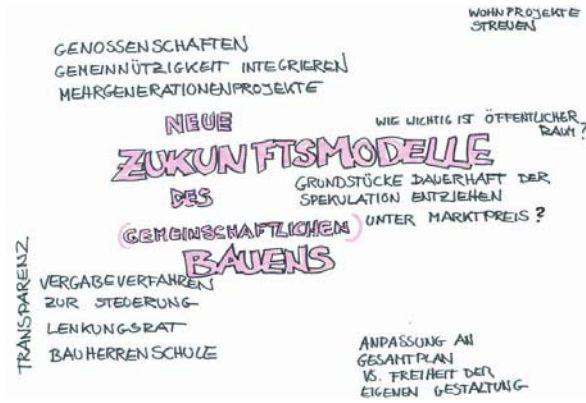 WOHNPROJEKTE
STREUEN
GENOSSENSCHAFTEN
GEMEINNÜTZIGKEIT INTEGRIEREN
MEHRGENERATIONENPROJEKTE
NEUE
ZUKUNFTSMODELLE
DES
(GEMEINSCHAFTLICHEN)
BAUENS
WIE WICHTIG IST ÖFFENTLICHER
RAUM?
GRUNDSTÜCKE DAUERHAFT DER
SPEKULATION ENTZIEHEN
UNTER MARKTPREIS?
TRANSPARENZ
VERGABEVERFAHREN
ZUR STEUERUNG
LENKUNGSRAT
BAUHERRENSCHULE
ANPASSUNG AN
GESAMTPLAN
VS. FREIHEIT DER
EIGENEN GESTALTUNG